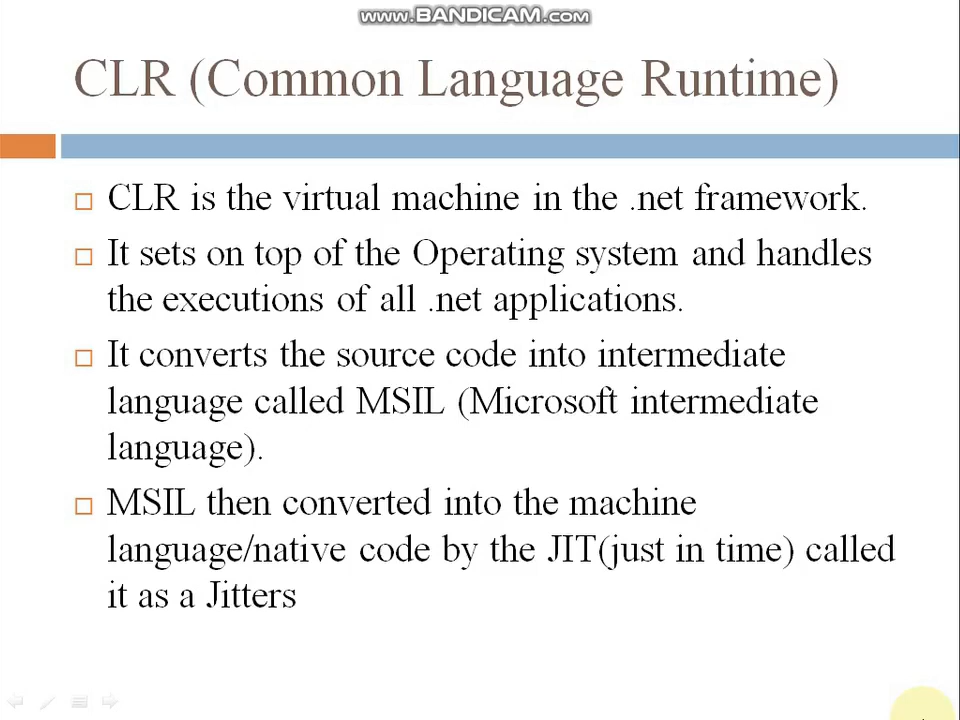 www.BANDICAM.com
CLR (Common Language Runtime)
CLR is the virtual machine in the .net framework.
It sets on top of the Operating system and handles
the executions of all .net applications.
It converts the source code into intermediate
language called MSIL (Microsoft intermediate
language).
MSIL then converted into the machine
language/native code by the JIT(just in time) called
it as a Jitters